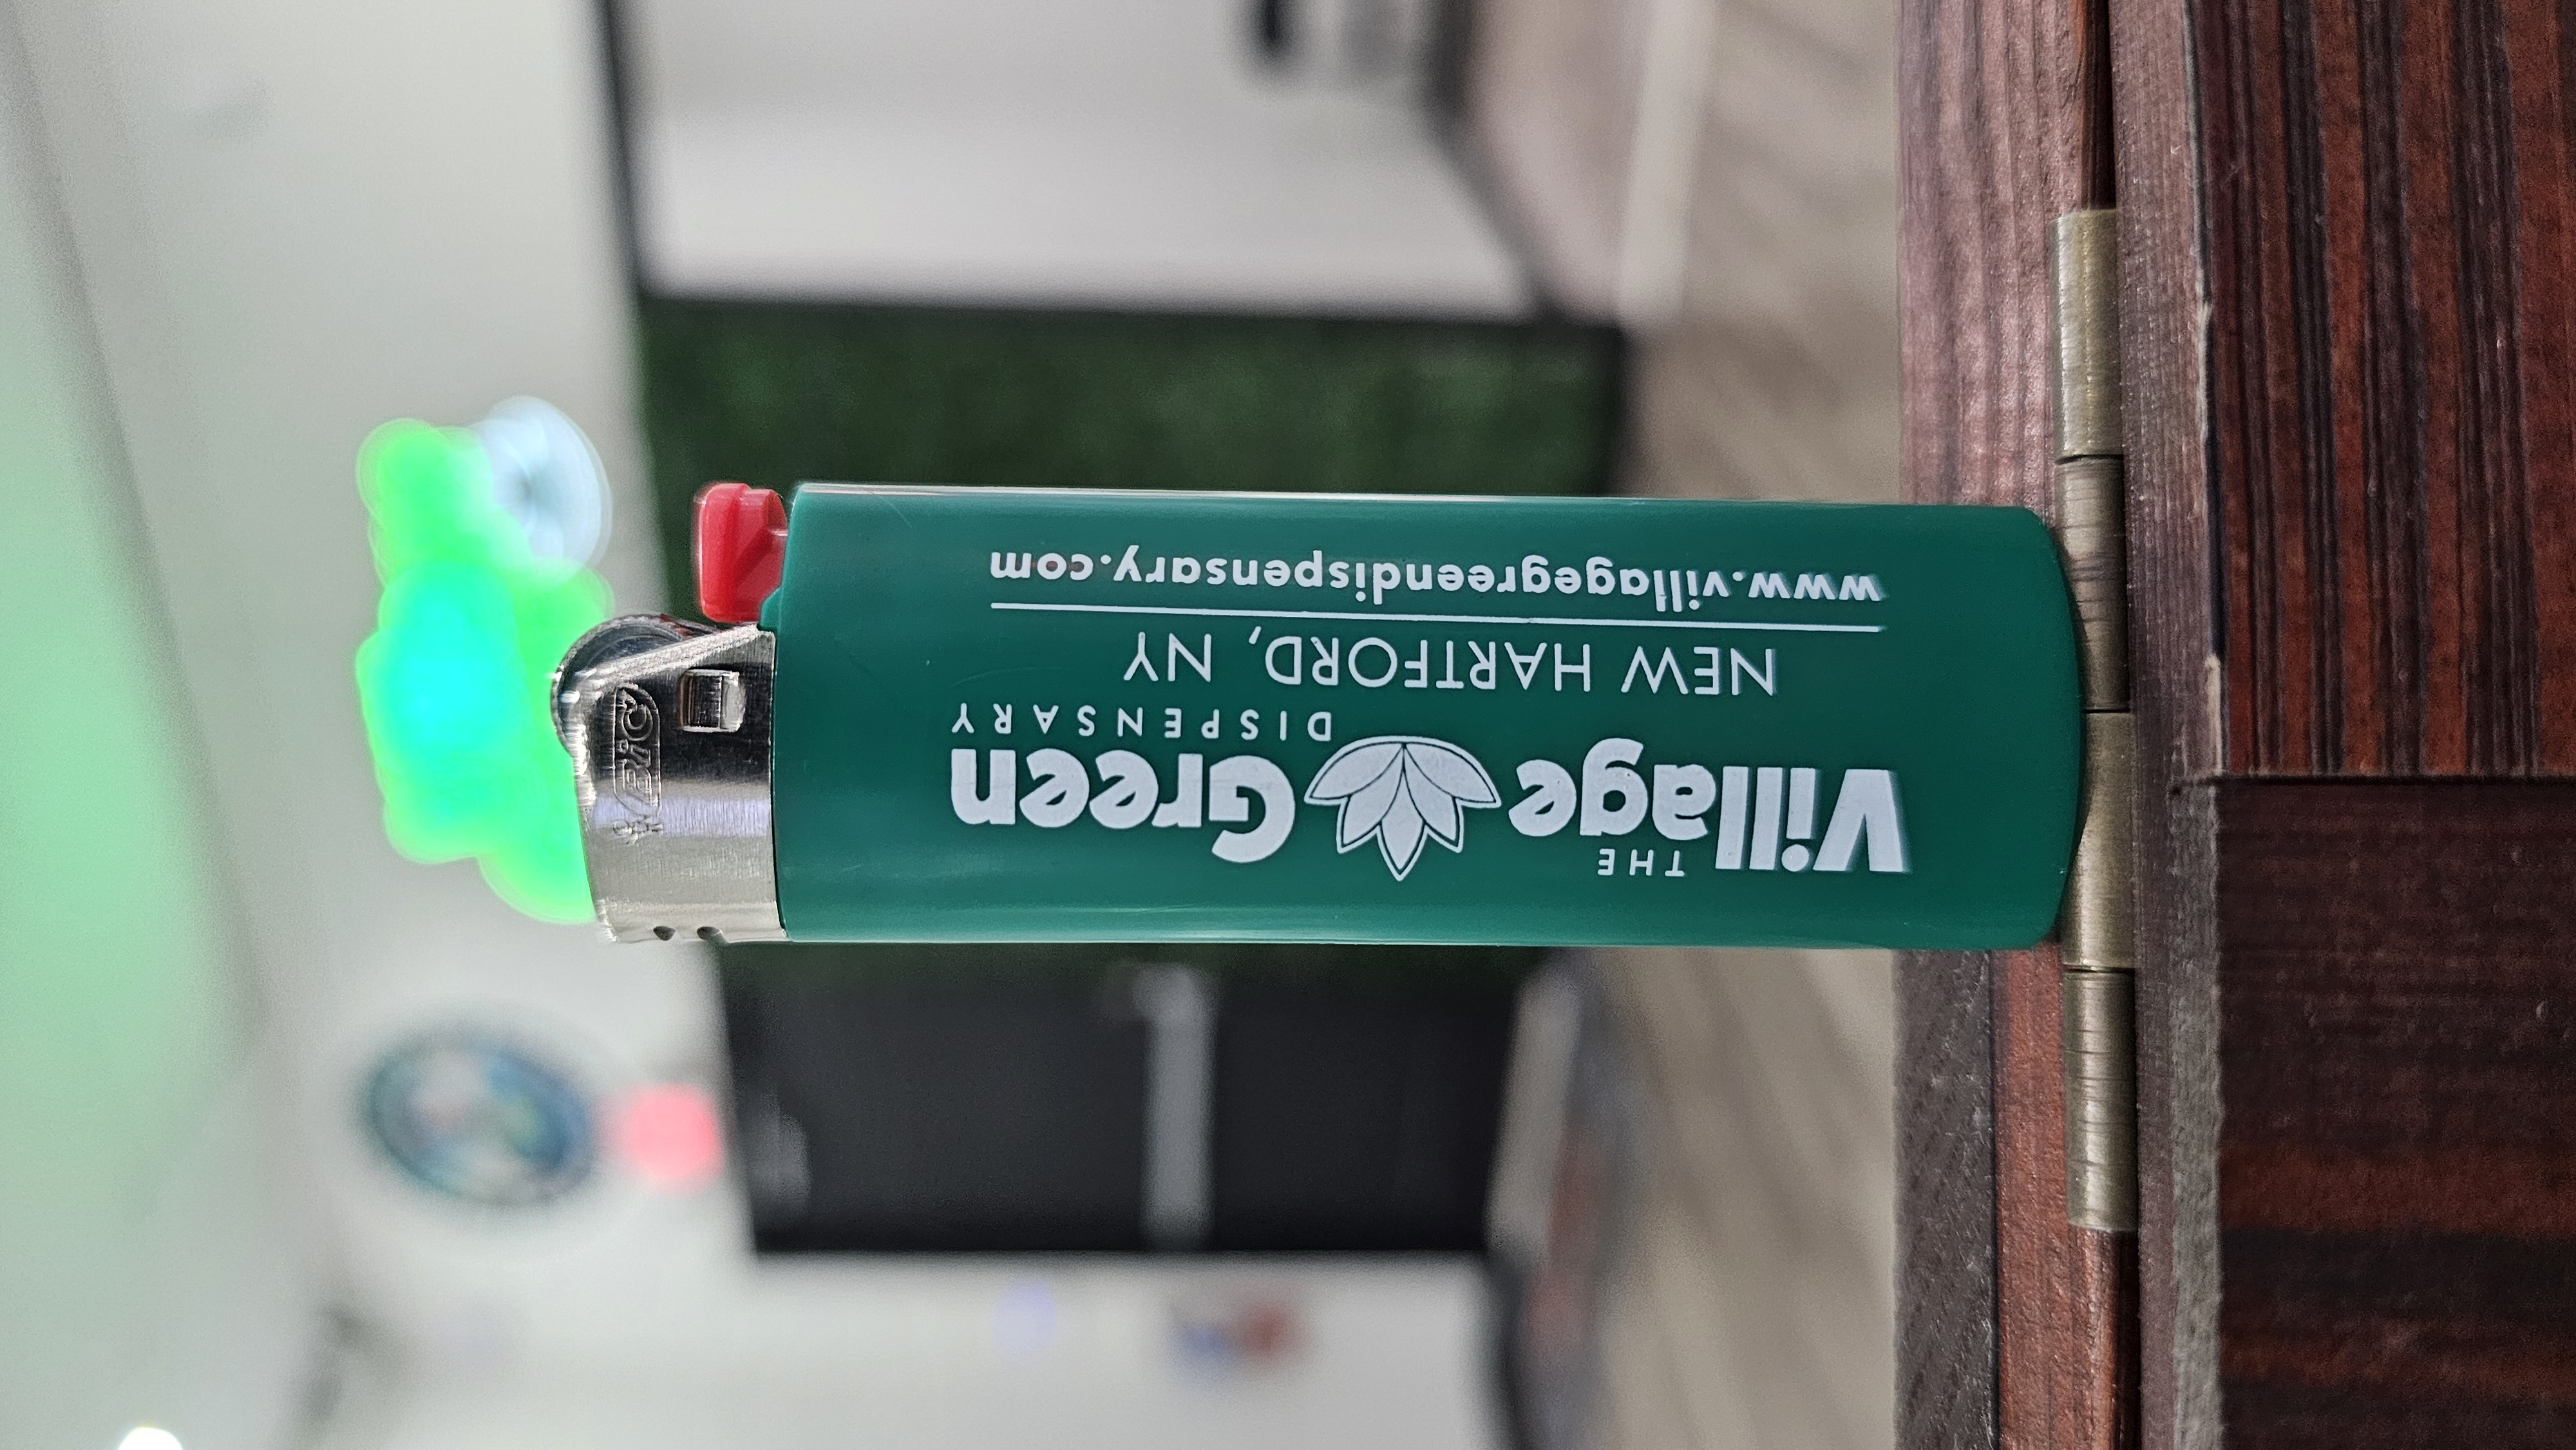 THE
Village Green
DISPENSARY
NEW HARTFORD, NY
www.villagegreendispensary.com
BiC